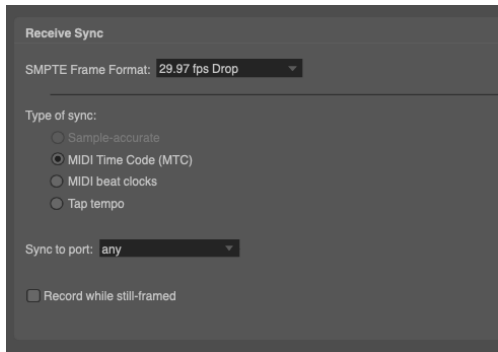 Receive Sync
SMPTE Frame Format: 29.97 fps Drop
Type of sync:
Sample-accurate
MIDI Time Code (MTC)
MIDI beat clocks
Tap tempo
Sync to port: any
Record while still-framed